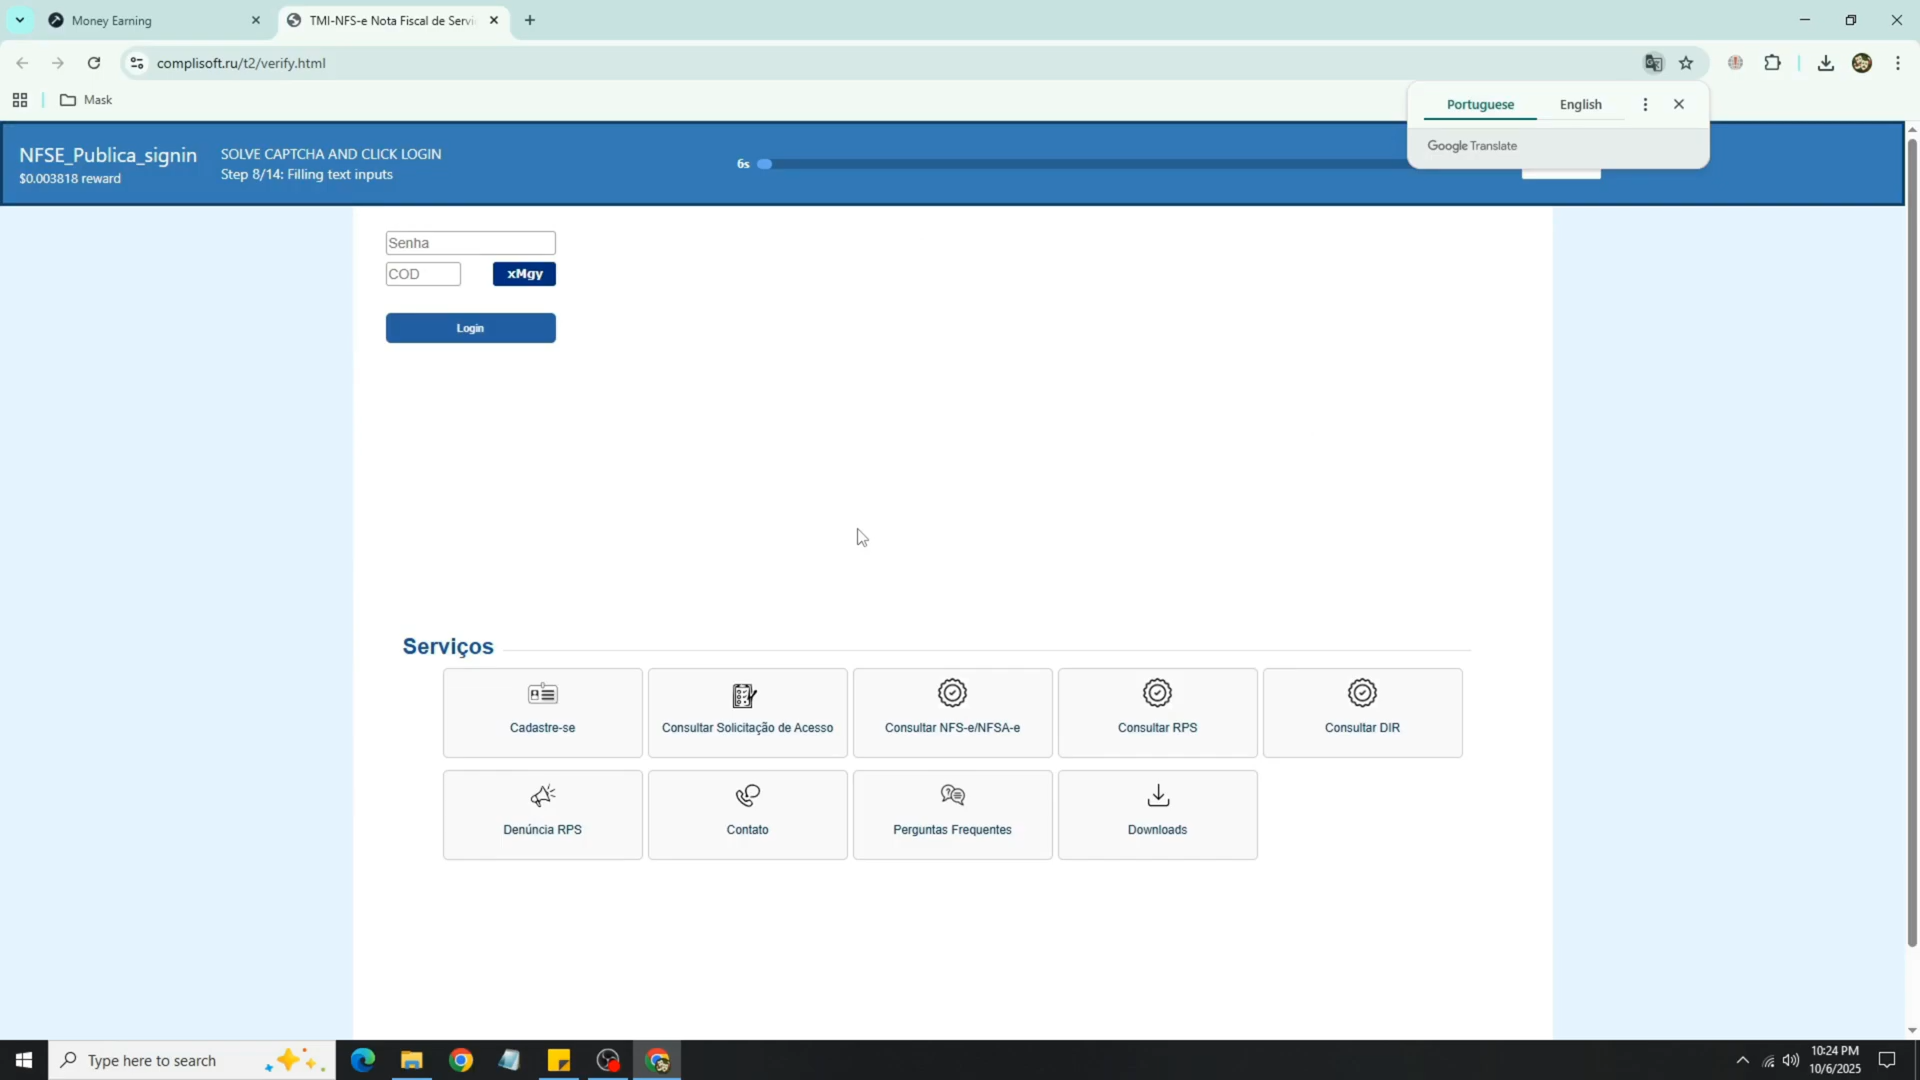 Money Earning
TMI-NFS-e Nota Fiscal de Servi
complisoft.ru/t2/verify.html
Mask
Portuguese
English
Google Translate
NFSE_Publica_signin
$0.003818 reward
SOLVE CAPTCHA AND CLICK LOGIN
Step 8/14: Filling text inputs
6s
Senha
COD
xMgy
Login
Serviços
Cadastre-se
Consultar Solicitação de Acesso
Consultar NFS-e/NFSA-e
Consultar RPS
Consultar DIR
Denúncia RPS
Contato
Perguntas Frequentes
Downloads
Type here to search
10:24 PM
10/6/2025